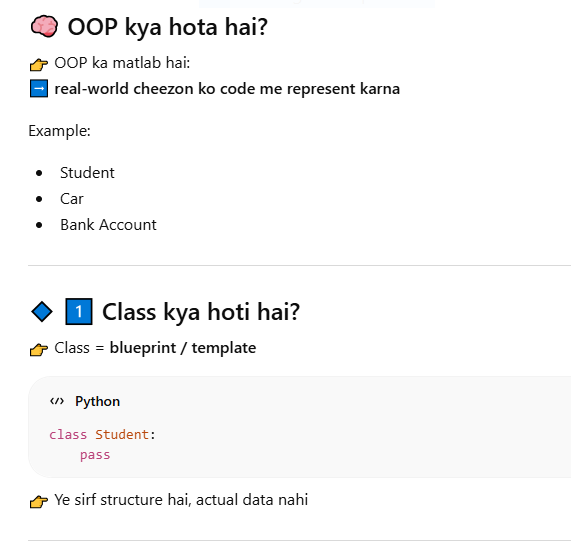 🧠 OOP kya hota hai?
👉 OOP ka matlab hai:
➡️ real-world cheezon ko code me represent karna
Example:
• Student
• Car
• Bank Account
🔷 1️⃣ Class kya hoti hai?
👉 Class = blueprint / template
</> Python
class Student:
    pass
👉 Ye sirf structure hai, actual data nahi